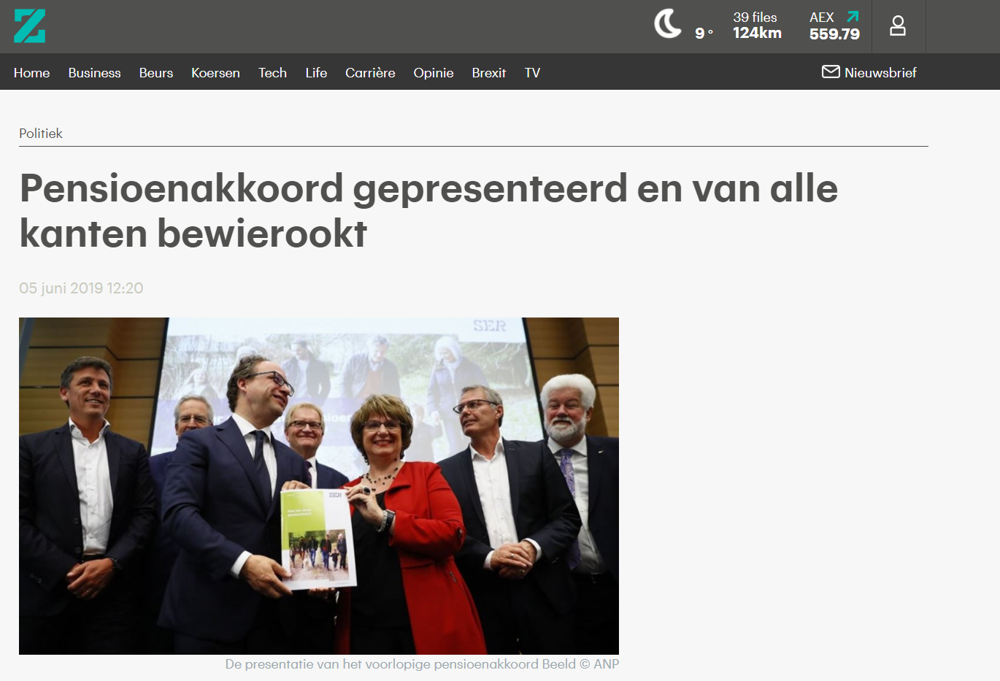 39 files
AEX
9 °
124km
559.79
Home Business Beurs Koersen Tech Life Carrière Opinie Brexit TV Nieuwsbrief
Politiek
Pensioenakkoord gepresenteerd en van alle
kanten bewierookt
05 juni 2019 12:20
SER
SER
De presentatie van het voorlopige pensioenakkoord Beeld © ANP